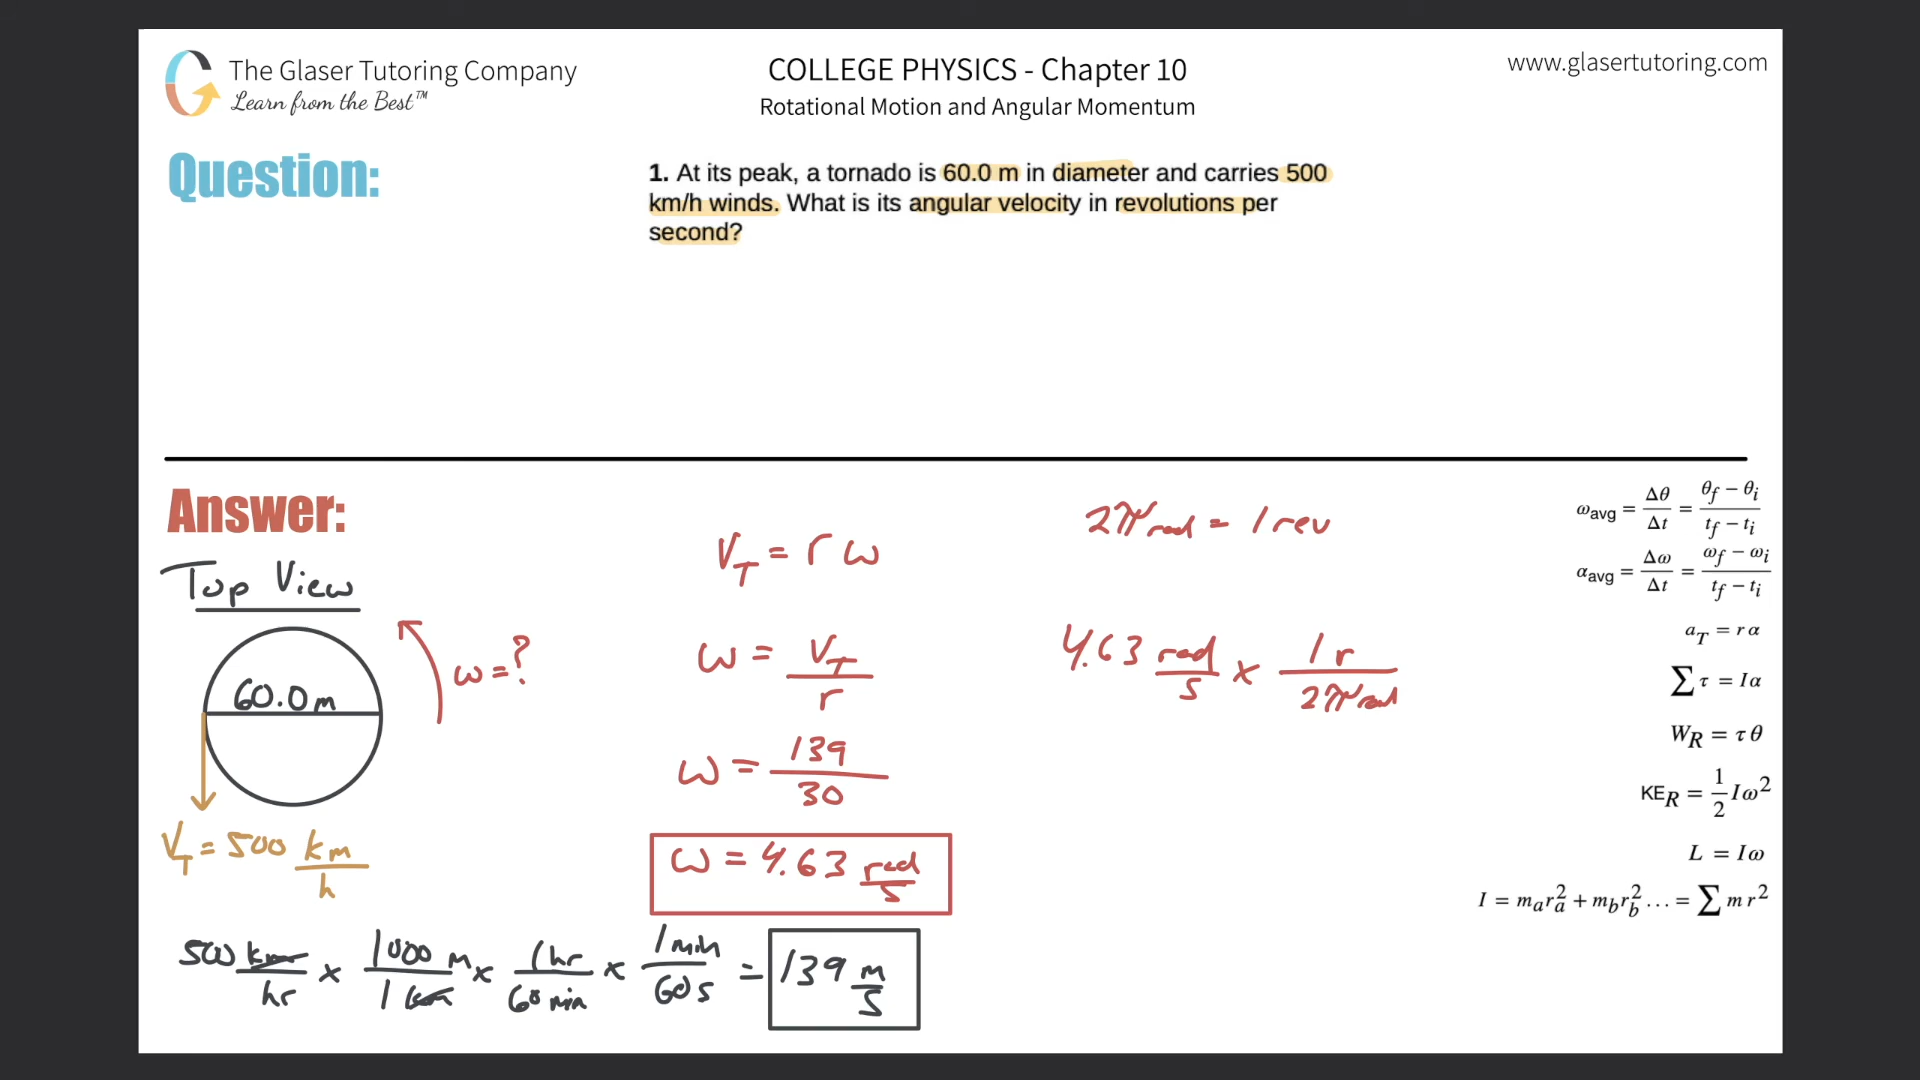 The Glaser Tutoring Company
Learn from the Best™
COLLEGE PHYSICS - Chapter 10
Rotational Motion and Angular Momentum
www.glasertutoring.com
Question:
1. At its peak, a tornado is 60.0 m in diameter and carries 500
km/h winds. What is its angular velocity in revolutions per
second?
Answer:
Top View
60.0m
ω=?
V_T = 500 km/h
500 km/hr x 1000 m/1 km x 1hr/60 min x 1 min/60 s = 139 m/s
V_T = r ω
ω = V_T/r
ω = 139/30
ω = 4.63 rad/s
2π rad = 1 rev
4.63 rad/s x 1 r/2π rad
ω_avg = Δθ/Δt = (θ_f − θ_i)/(t_f − t_i)
α_avg = Δω/Δt = (ω_f − ω_i)/(t_f − t_i)
a_T = r α
∑ τ = Iα
W_R = τ θ
KE_R = 1/2 Iω²
L = Iω
I = m_a r_a² + m_b r_b² ... = ∑ m r²